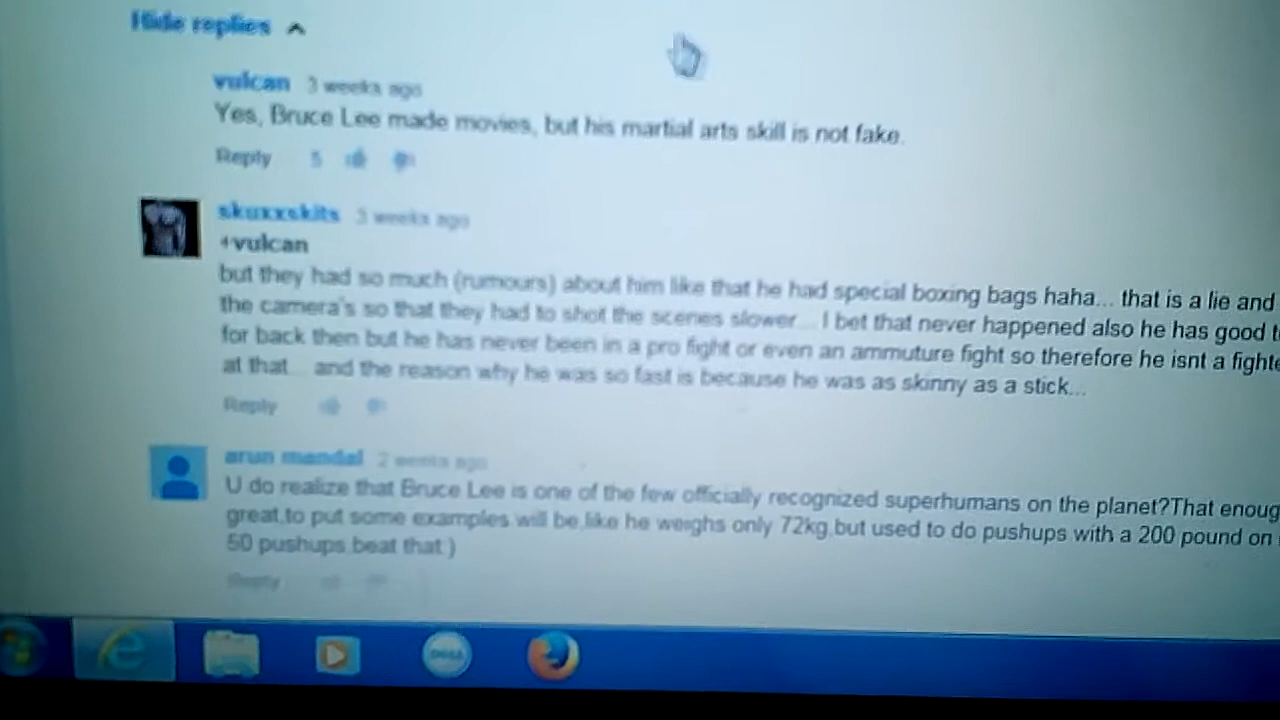 Hide replies
vulcan 3 weeks ago
Yes, Bruce Lee made movies, but his martial arts skill is not fake.
Reply 5
skuxxskits 3 weeks ago
+vulcan
but they had so much (rumours) about him like that he had special boxing bags haha... that is a lie and
the camera's so that they had to shot the scenes slower... I bet that never happened also he has good
for back then but he has never been in a pro fight or even an ammuture fight so therefore he isnt a
at that... and the reason why he was so fast is because he was as skinny as a stick...
Reply
arun mandal 2 weeks ago
U do realize that Bruce Lee is one of the few officially recognized superhumans on the planet?That
great,to put some examples will be,like he weighs only 72kg,but used to do pushups with a 200 pound on
50 pushups,beat that:)
Reply
DELL